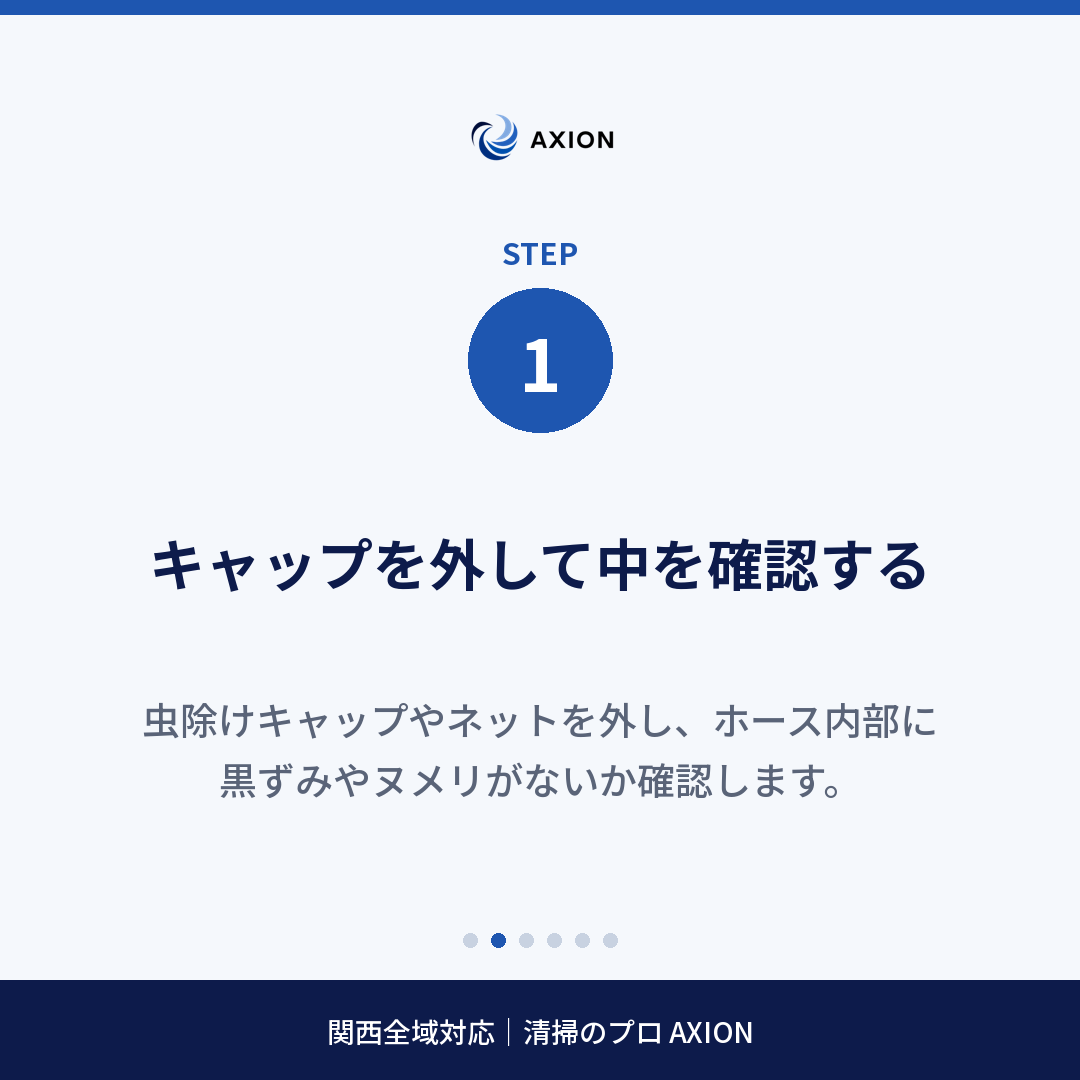 AXION
STEP
1
キャップを外して中を確認する
虫除けキャップやネットを外し、ホース内部に
黒ずみやヌメリがないか確認します。
関西全域対応｜清掃のプロ AXION